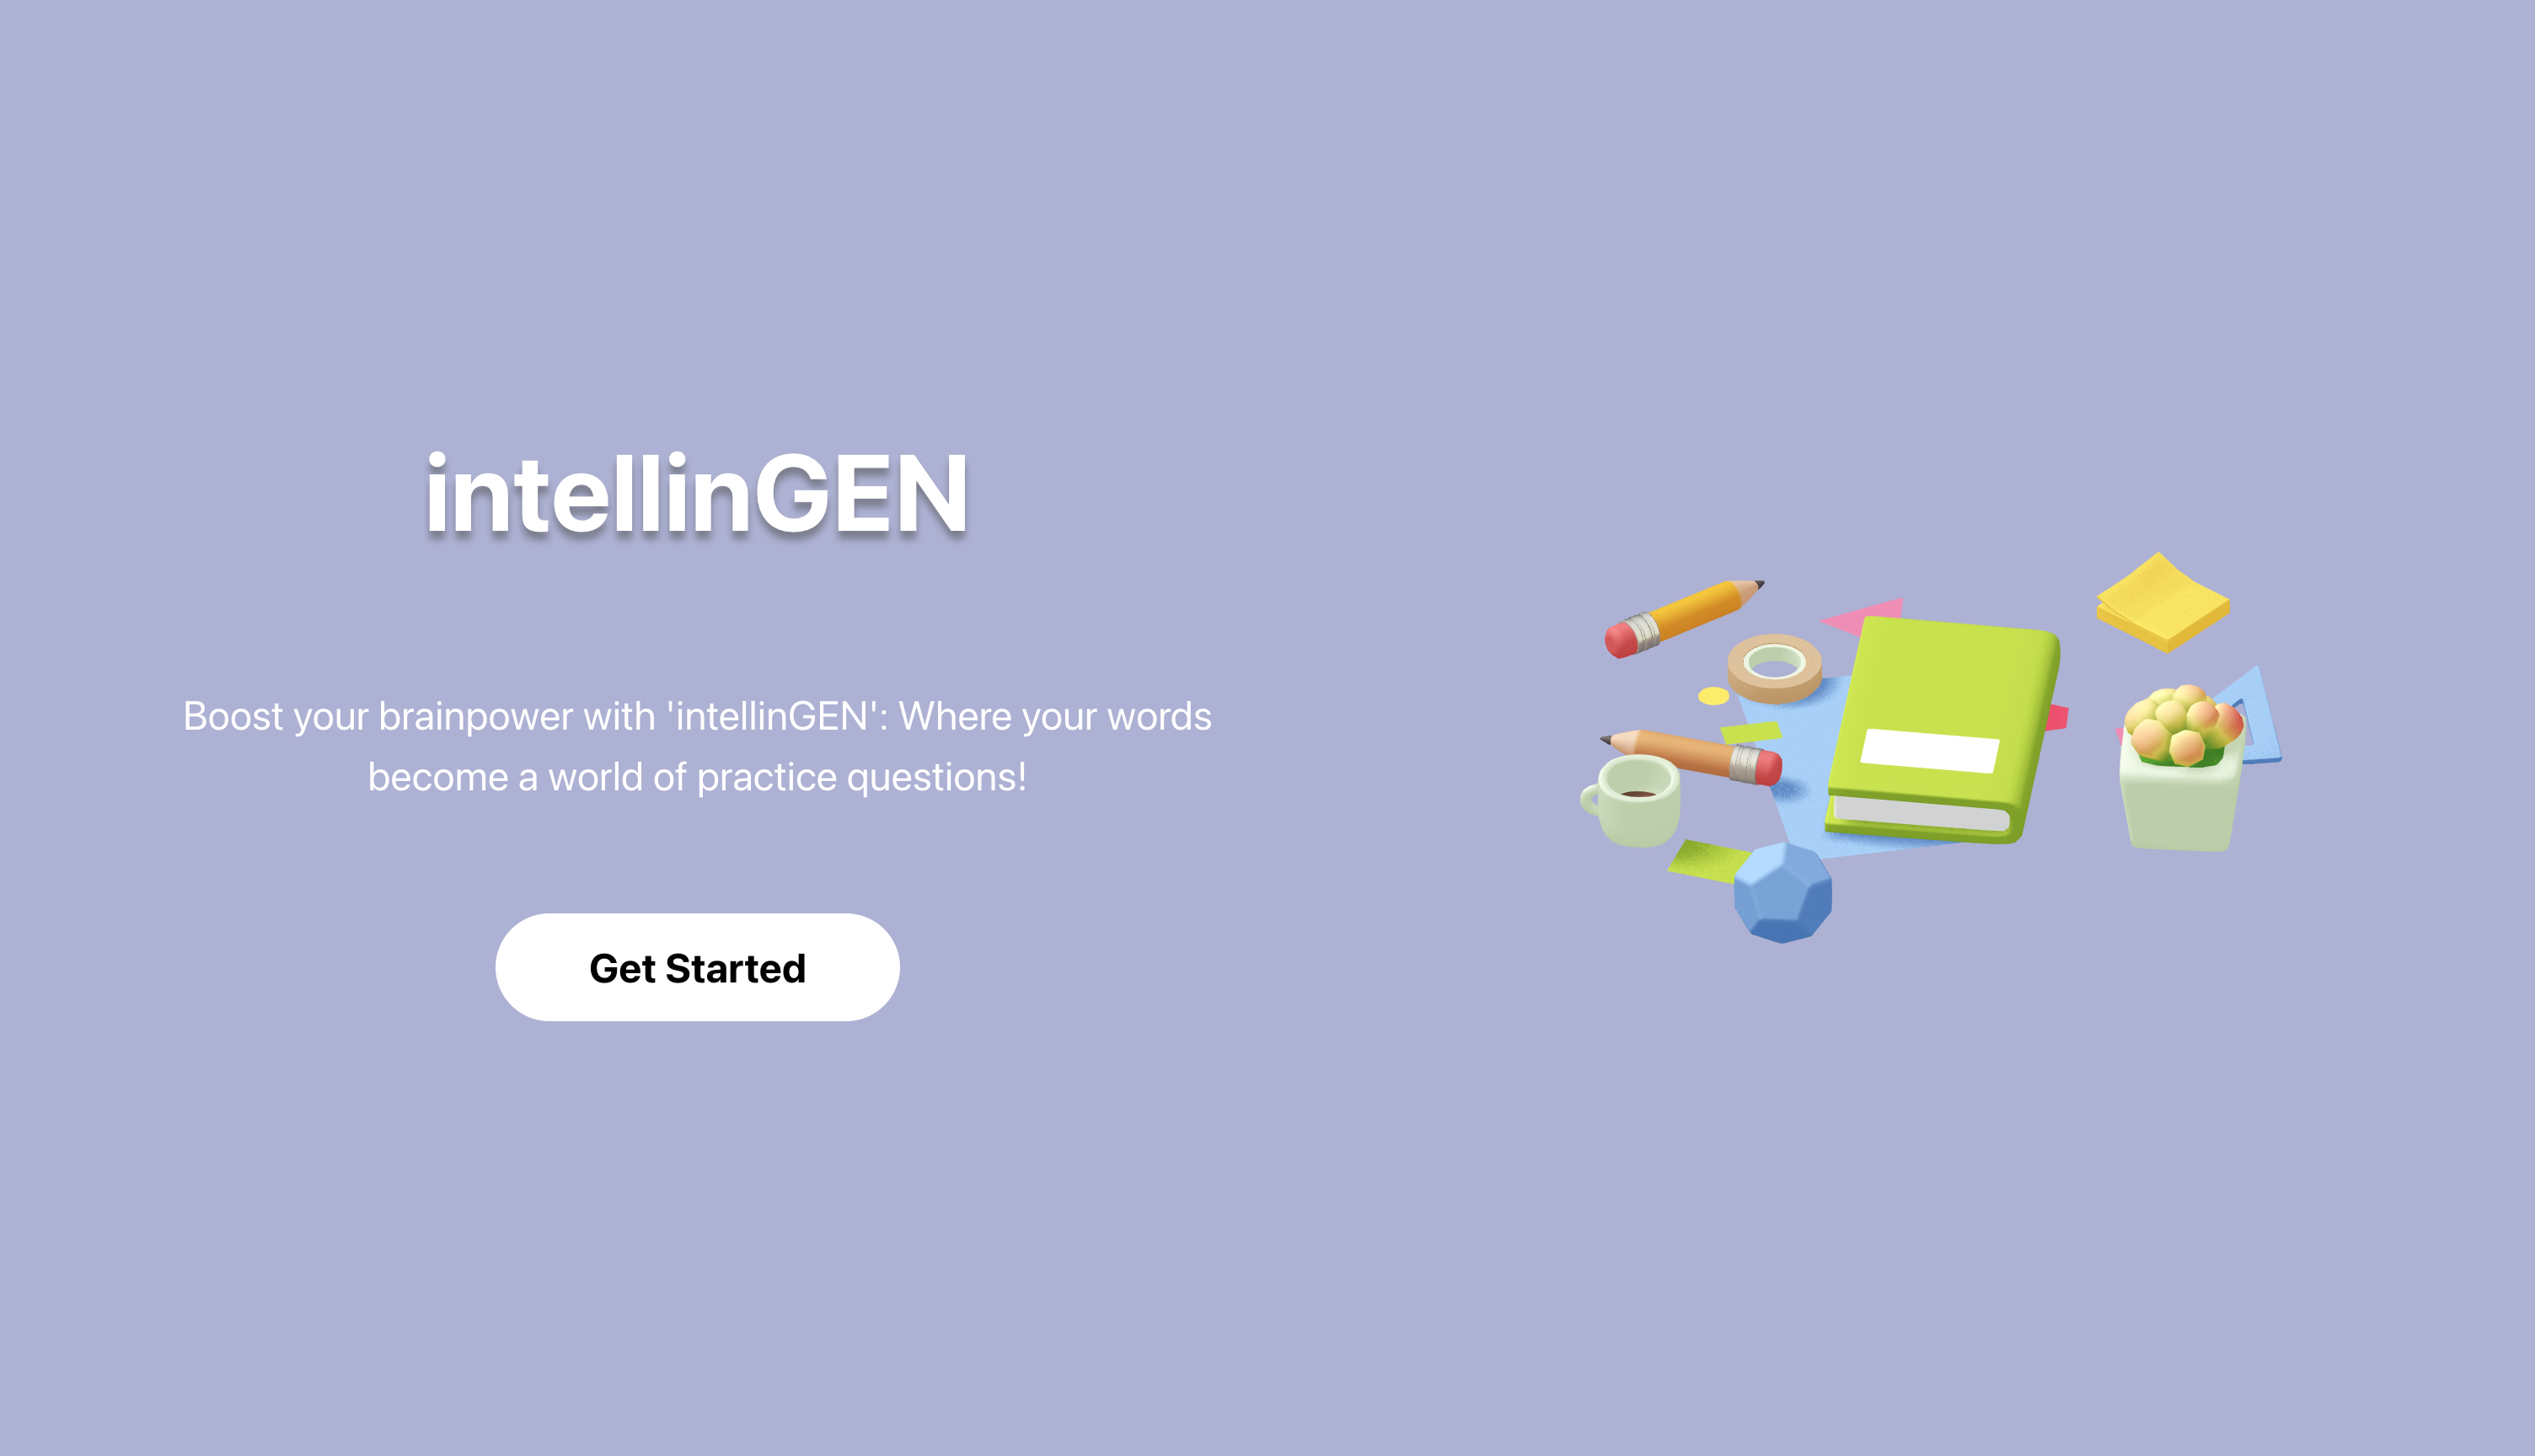 intellinGEN
Boost your brainpower with 'intellinGEN': Where your words
become a world of practice questions!
Get Started